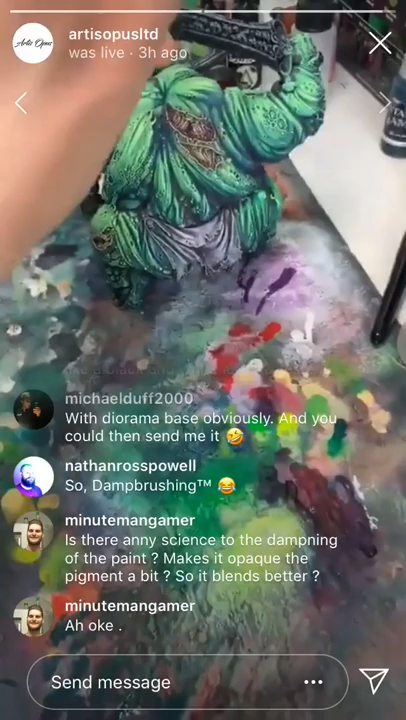 artisopusltd
was live · 3h ago
Artis Opus
michaelduff2000
With diorama base obviously. And you
could then send me it 🤣
nathanrosspowell
So, Dampbrushing™ 😂
minutemangamer
Is there anny science to the dampning
of the paint ? Makes it opaque the
pigment a bit ? So it blends better ?
minutemangamer
Ah oke .
Send message